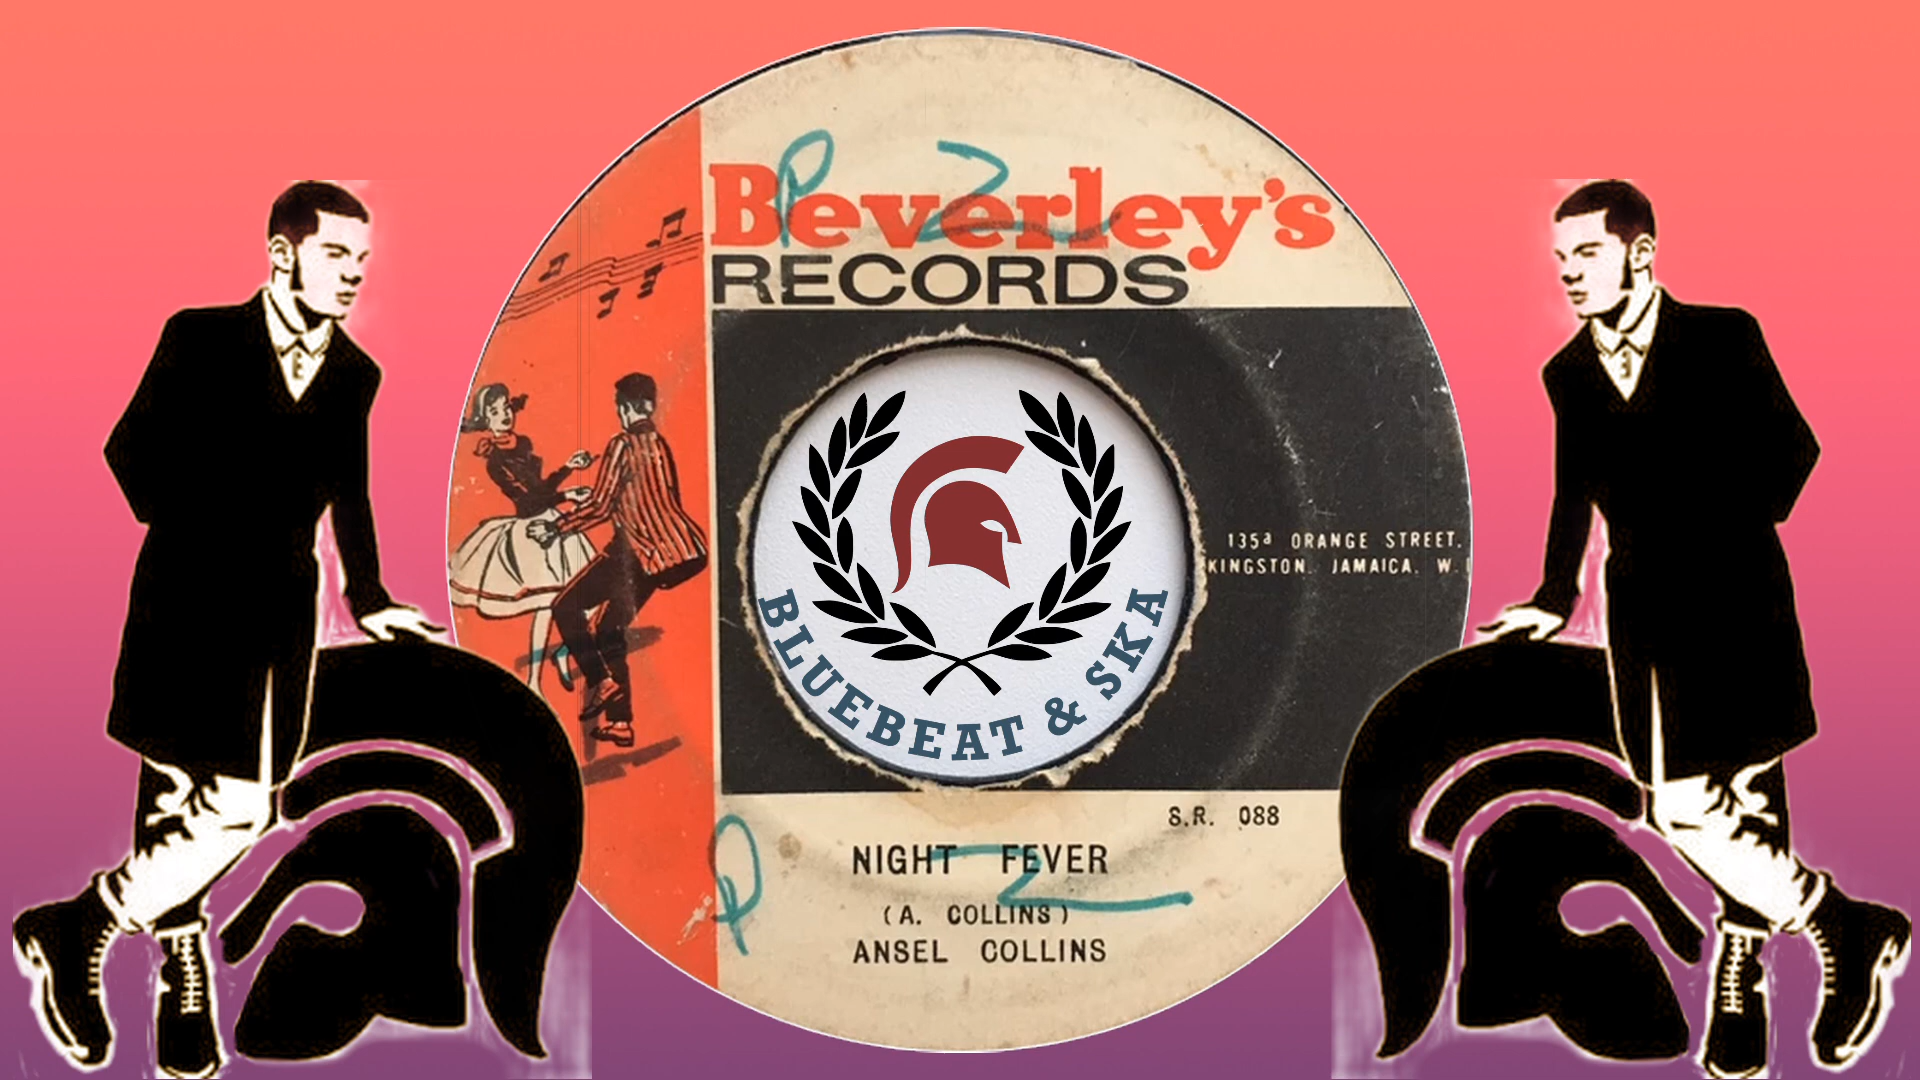 Beverley's
RECORDS
135a ORANGE STREET.
KINGSTON. JAMAICA. W.
BLUEBEAT & SKA
S.R. 088
NIGHT FEVER
( A. COLLINS )
ANSEL COLLINS